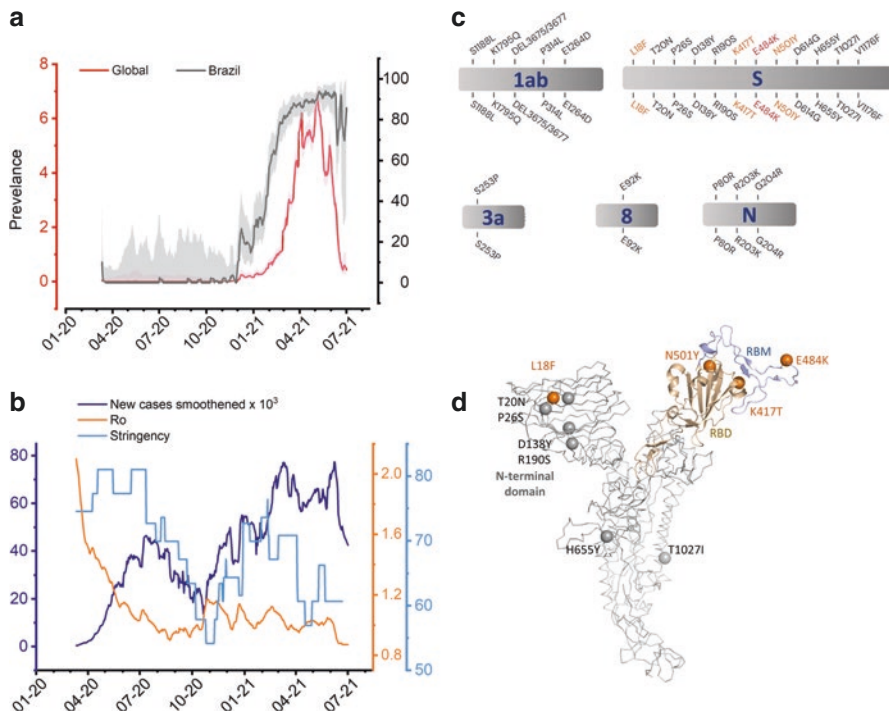 a
Global
Brazil
Prevelance
8
6
4
2
0
100
80
60
40
20
0
01-20
04-20
07-20
10-20
01-21
04-21
07-21
b
New cases smoothened x 10³
Ro
Stringency
80
60
40
20
0
2.0
1.6
1.2
0.8
80
70
60
50
01-20
04-20
07-20
10-20
01-21
04-21
07-21
c
S1188L
K1795Q
DEL3675/3677
P314L
E1264D
1ab
S1188L
K1795Q
DEL3675/3677
P314L
E1264D
L18F
T20N
P26S
D138Y
R190S
K417T
E484K
N501Y
D614G
H655Y
T1027I
V1176F
S
L18F
T20N
P26S
D138Y
R190S
K417T
E484K
N501Y
D614G
H655Y
T1027I
V1176F
S253P
3a
S253P
E92K
8
E92K
P80R
R203K
G204R
N
P80R
R203K
G204R
d
N501Y
RBM
E484K
L18F
T20N
P26S
K417T
RBD
D138Y
R190S
N-terminal
domain
H655Y
T1027I